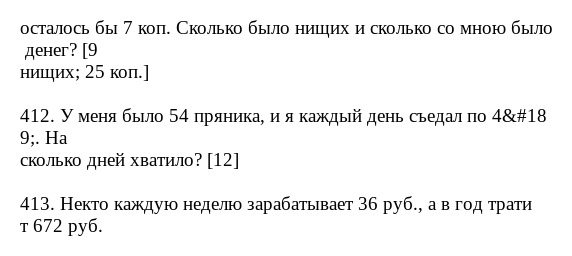 осталось бы 7 коп. Сколько было нищих и сколько со мною было
денег? [9
нищих; 25 коп.]
412. У меня было 54 пряника, и я каждый день съедал по 4&#18
9;. На
сколько дней хватило? [12]
413. Некто каждую неделю зарабатывает 36 руб., а в год трати
т 672 руб.